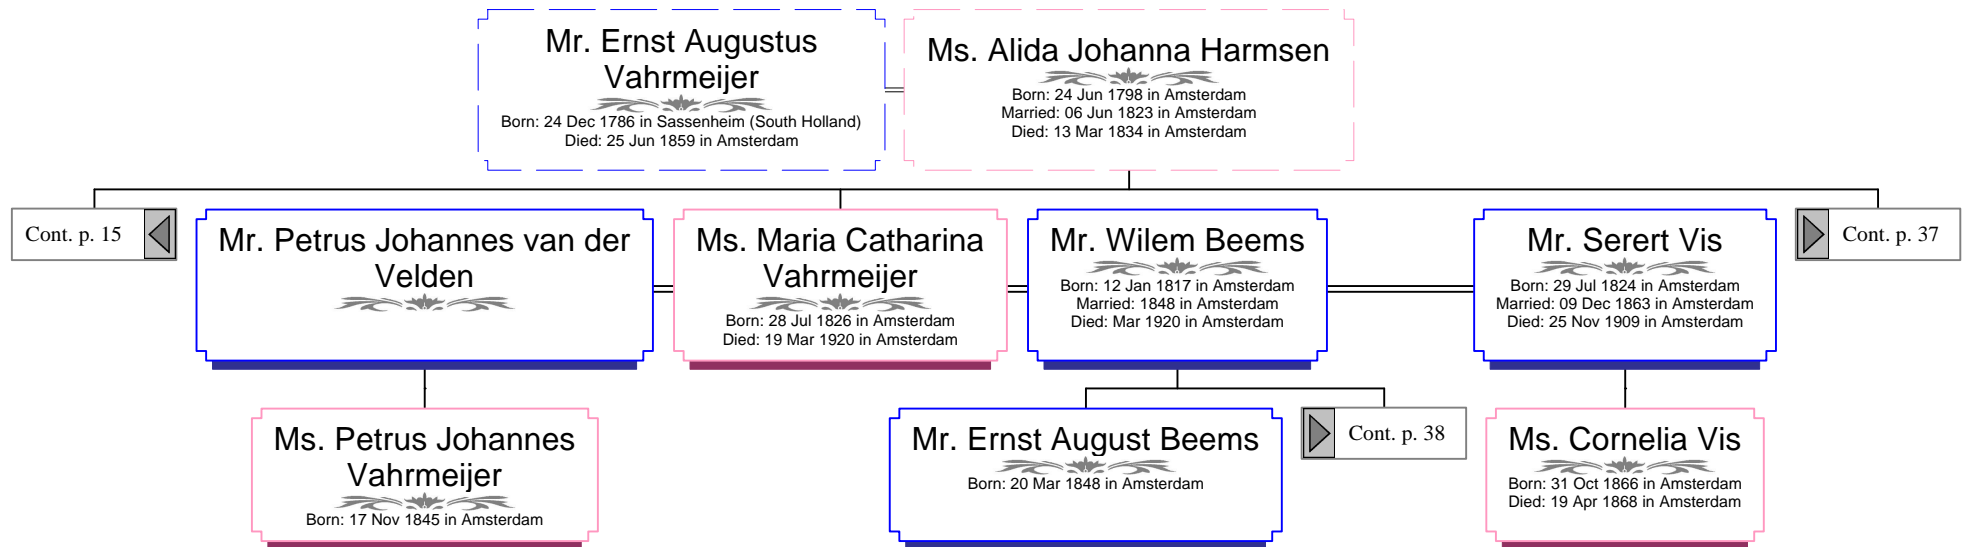 Mr. Ernst Augustus
Vahrmeijer
Born: 24 Dec 1786 in Sassenheim (South Holland)
Died: 25 Jun 1859 in Amsterdam
Ms. Alida Johanna Harmsen
Born: 24 Jun 1798 in Amsterdam
Married: 06 Jun 1823 in Amsterdam
Died: 13 Mar 1834 in Amsterdam
Cont. p. 15
Mr. Petrus Johannes van der
Velden
Ms. Maria Catharina
Vahrmeijer
Born: 28 Jul 1826 in Amsterdam
Died: 19 Mar 1920 in Amsterdam
Mr. Wilem Beems
Born: 12 Jan 1817 in Amsterdam
Married: 1848 in Amsterdam
Died: Mar 1920 in Amsterdam
Mr. Serert Vis
Born: 29 Jul 1824 in Amsterdam
Married: 09 Dec 1863 in Amsterdam
Died: 25 Nov 1909 in Amsterdam
Cont. p. 37
Ms. Petrus Johannes
Vahrmeijer
Born: 17 Nov 1845 in Amsterdam
Mr. Ernst August Beems
Born: 20 Mar 1848 in Amsterdam
Cont. p. 38
Ms. Cornelia Vis
Born: 31 Oct 1866 in Amsterdam
Died: 19 Apr 1868 in Amsterdam